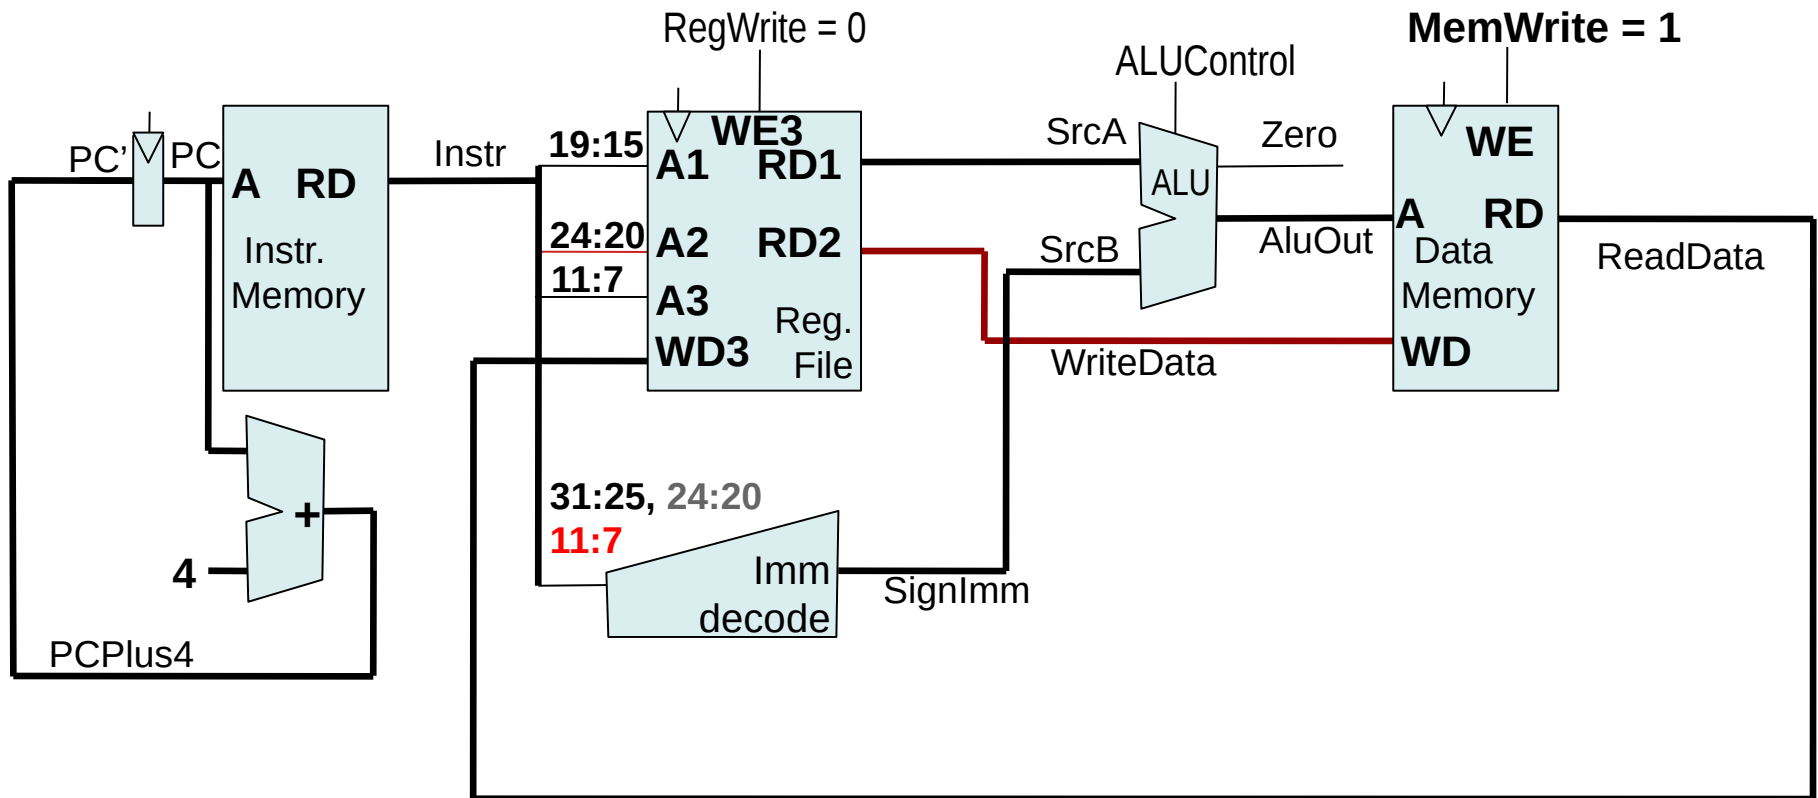 RegWrite = 0
MemWrite = 1
ALUControl
PC’
PC
A RD
Instr.
Memory
Instr
19:15
24:20
11:7
WE3
A1 RD1
A2 RD2
A3
WD3
Reg.
File
SrcA
SrcB
ALU
Zero
AluOut
WriteData
WE
A RD
Data
Memory
WD
ReadData
+
4
PCPlus4
31:25, 24:20
11:7
Imm
decode
SignImm